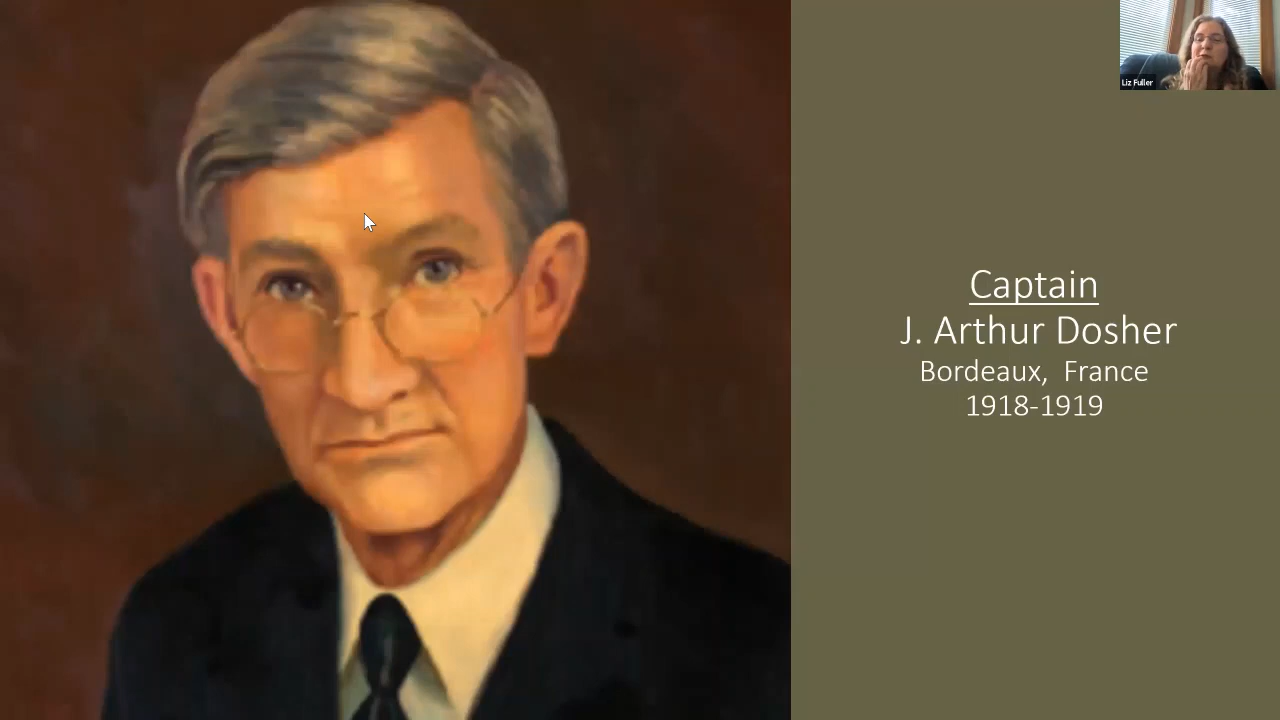 Liz Fuller
Captain
J. Arthur Dosher
Bordeaux, France
1918-1919